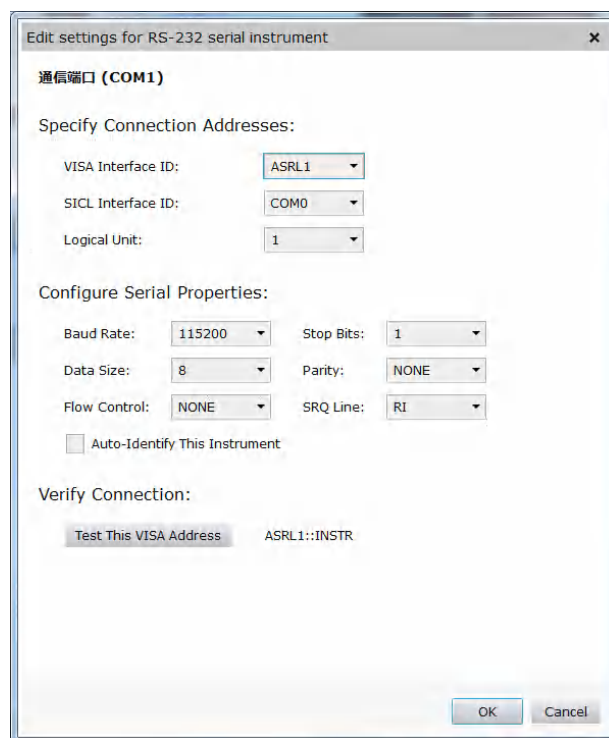 Edit settings for RS-232 serial instrument
通信端口 (COM1)
Specify Connection Addresses:
VISA Interface ID: ASRL1
SICL Interface ID: COM0
Logical Unit: 1
Configure Serial Properties:
Baud Rate: 115200 Stop Bits: 1
Data Size: 8 Parity: NONE
Flow Control: NONE SRQ Line: RI
Auto-Identify This Instrument
Verify Connection:
Test This VISA Address ASRL1::INSTR
OK Cancel